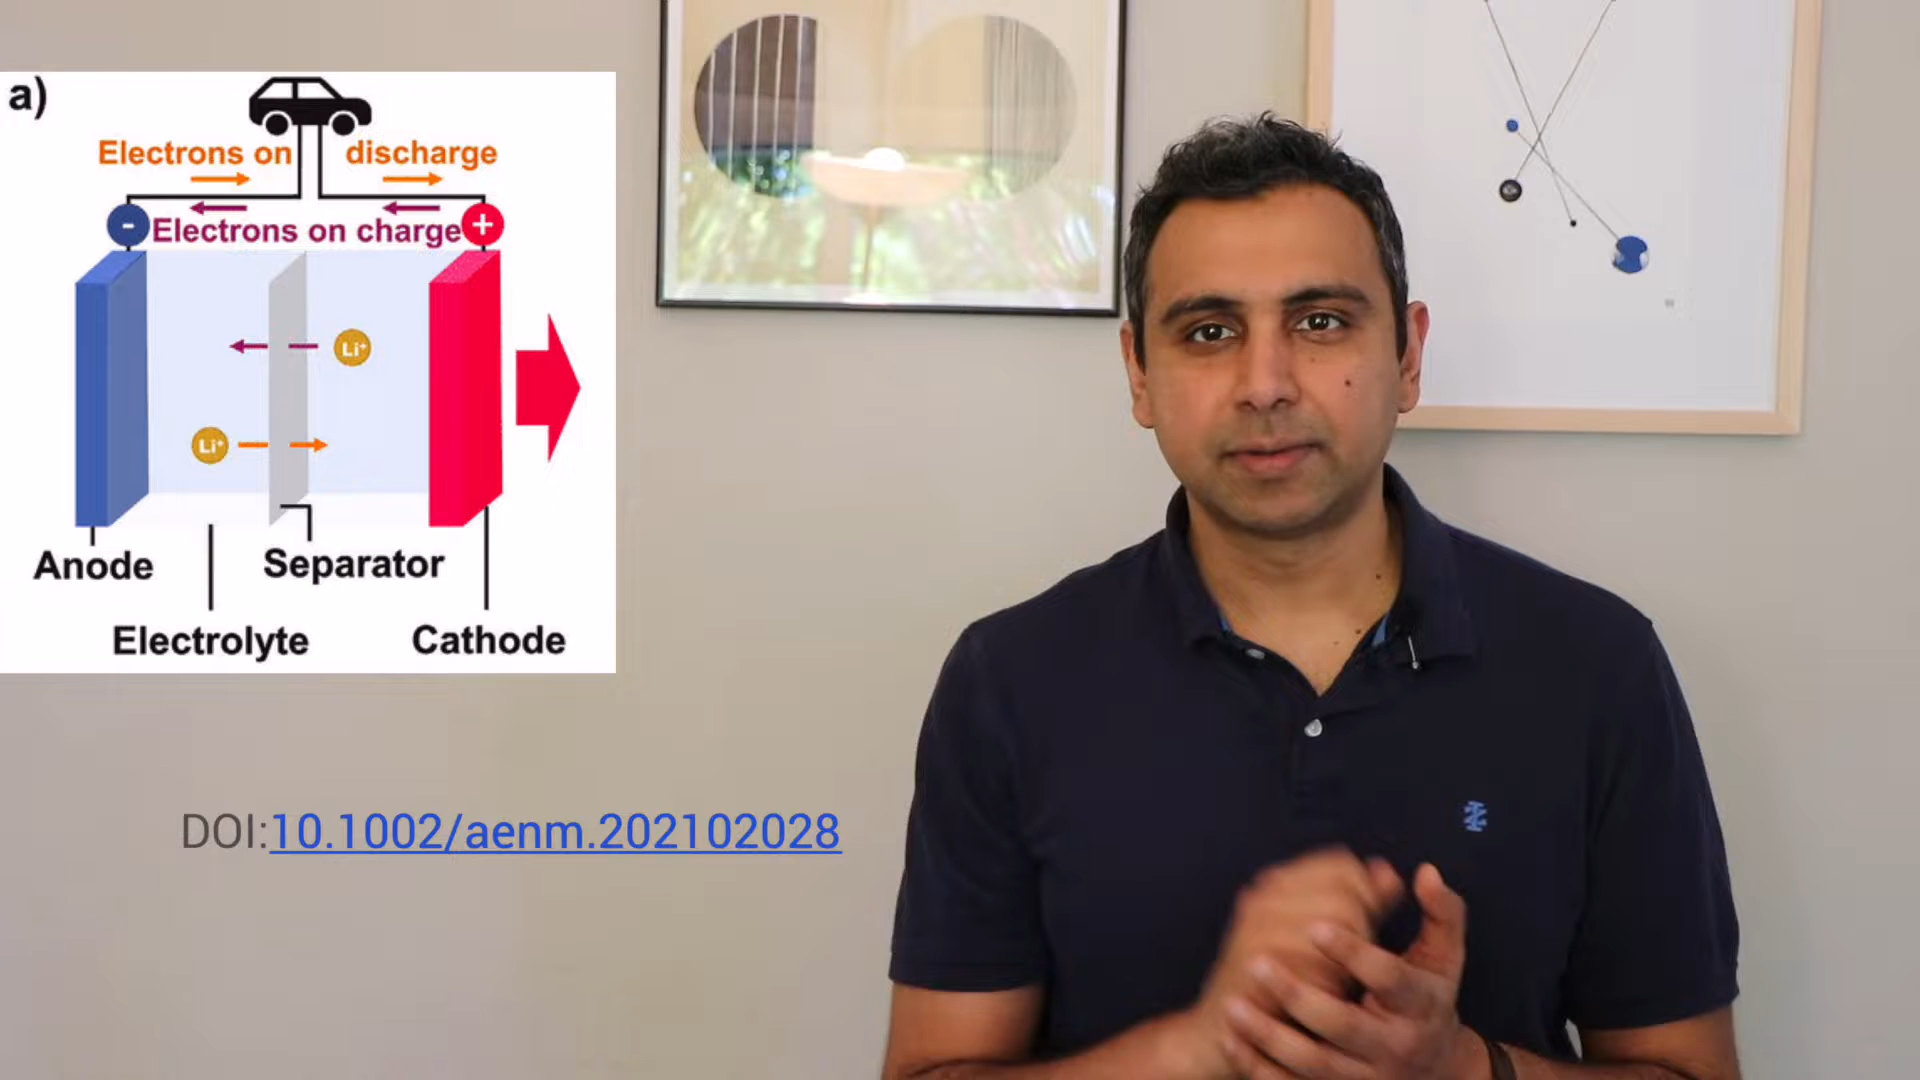 a)
Electrons on discharge
- Electrons on charge +
Li⁺
Li⁺
Anode
Separator
Electrolyte
Cathode
DOI:10.1002/aenm.202102028